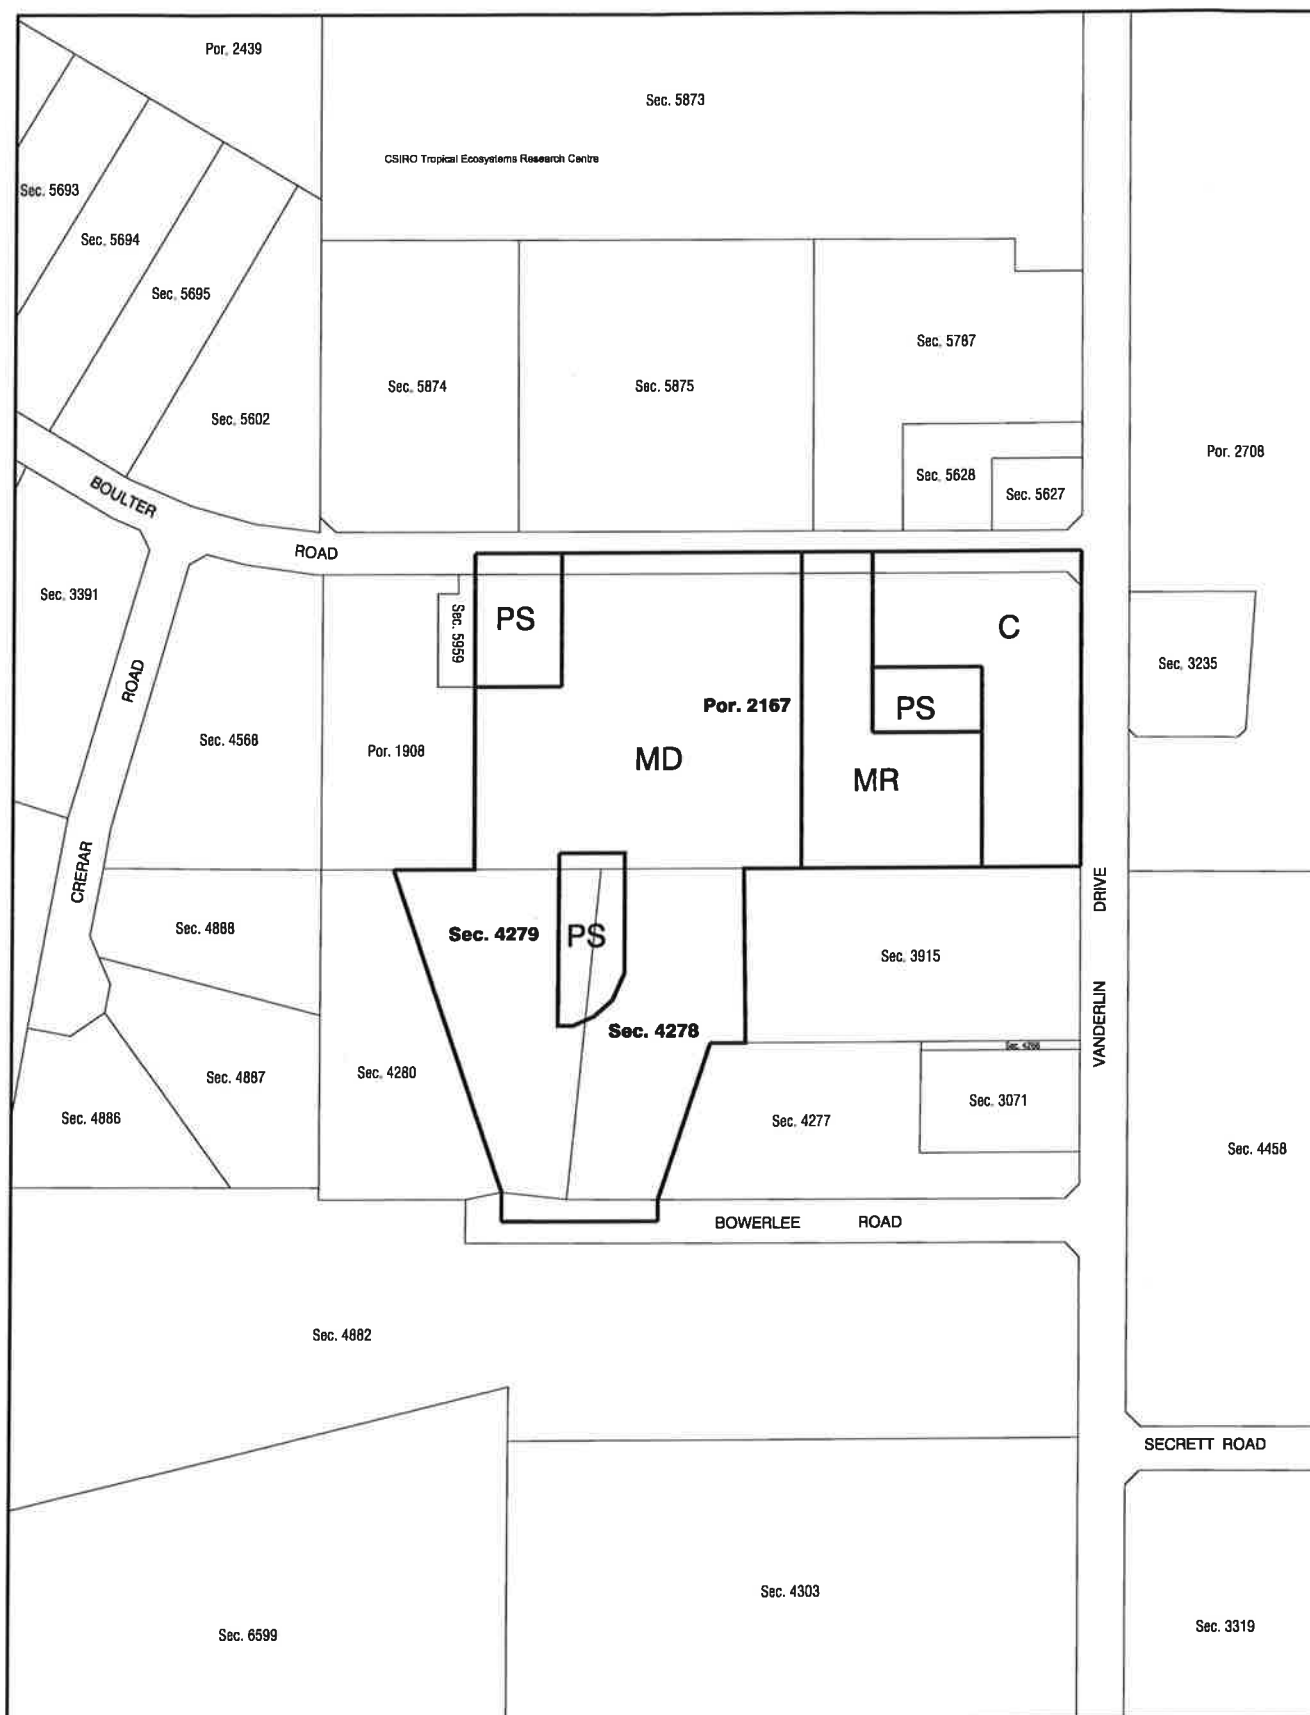 Por. 2439
Sec. 5873
CSIRO Tropical Ecosystems Research Centre
Sec. 5693
Sec. 5694
Sec. 5695
Sec. 5787
Sec. 5874
Sec. 5875
Sec. 5602
Por. 2708
Sec. 5628
Sec. 5627
BOULTER
ROAD
Sec. 3391
Sec. 5959
PS
C
Sec. 3235
ROAD
Por. 2167
PS
Sec. 4568
Por. 1908
MD
MR
CRERAR
DRIVE
Sec. 4888
Sec. 4279
PS
Sec. 3915
VANDERLIN
Sec. 4278
Sec. 4280
Sec. 4887
Sec. 3071
Sec. 4886
Sec. 4277
Sec. 4458
BOWERLEE ROAD
Sec. 4882
SECRETT ROAD
Sec. 4303
Sec. 6599
Sec. 3319